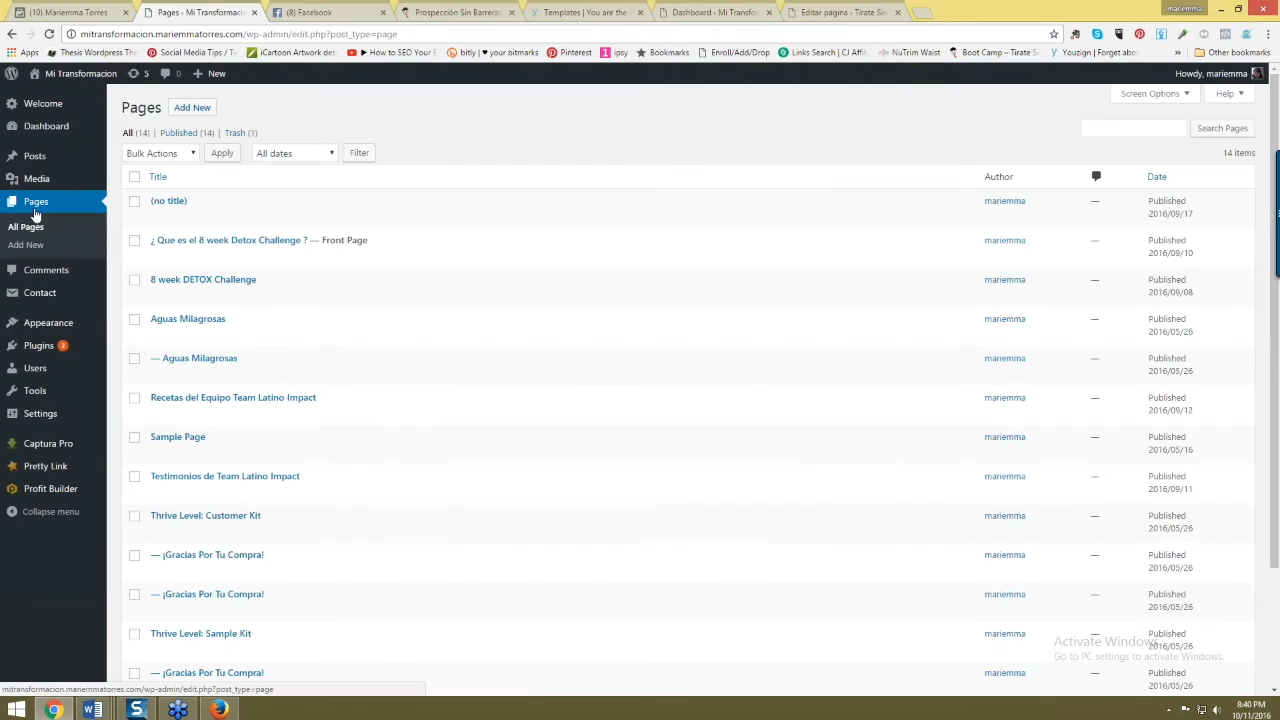 (10) Mariemma Torres
Pages ‹ Mi Transformac
(8) Facebook
Prospección Sin Barrera
Templates | You are the
Dashboard ‹ Mi Transfo
Editar página ‹ Tirate Sin
mariemma
mitransformacion.mariemmatorres.com/wp-admin/edit.php?post_type=page
Apps
Thesis Wordpress The
Social Media Tips / To
iCartoon Artwork deta
How to SEO Your E
bitly | ♥ your bitmarks
Pinterest
ipsy
Bookmarks
Enroll/Add/Drop
Links Search | CJ Affili
NuTrim Waist
Boot Camp – Tirate S
Youzign | Forget abo
»
Other bookmarks
Mi Transformacion
5
0
+ New
Howdy, mariemma
Welcome
Dashboard
Posts
Media
Pages
All Pages
Add New
Comments
Contact
Appearance
Plugins 2
Users
Tools
Settings
Captura Pro
Pretty Link
Profit Builder
Collapse menu
Screen Options
Help
Pages
Add New
All (14) | Published (14) | Trash (1)
Search Pages
Bulk Actions
Apply
All dates
Filter
14 items
Title
Author
Date
(no title)
mariemma
—
Published
2016/09/17
¿ Que es el 8 week Detox Challenge ? — Front Page
mariemma
—
Published
2016/09/10
8 week DETOX Challenge
mariemma
—
Published
2016/09/08
Aguas Milagrosas
mariemma
—
Published
2016/05/26
— Aguas Milagrosas
mariemma
—
Published
2016/05/26
Recetas del Equipo Team Latino Impact
mariemma
—
Published
2016/09/12
Sample Page
mariemma
—
Published
2016/05/16
Testimonios de Team Latino Impact
mariemma
—
Published
2016/09/11
Thrive Level: Customer Kit
mariemma
—
Published
2016/05/26
— ¡Gracias Por Tu Compra!
mariemma
—
Published
2016/05/26
— ¡Gracias Por Tu Compra!
mariemma
—
Published
2016/05/26
Thrive Level: Sample Kit
mariemma
—
Published
2016/05/26
— ¡Gracias Por Tu Compra!
mariemma
—
Published
2016/05/26
Activate Windows
Go to PC settings to activate Windows.
mitransformacion.mariemmatorres.com/wp-admin/edit.php?post_type=page
8:40 PM
10/11/2016